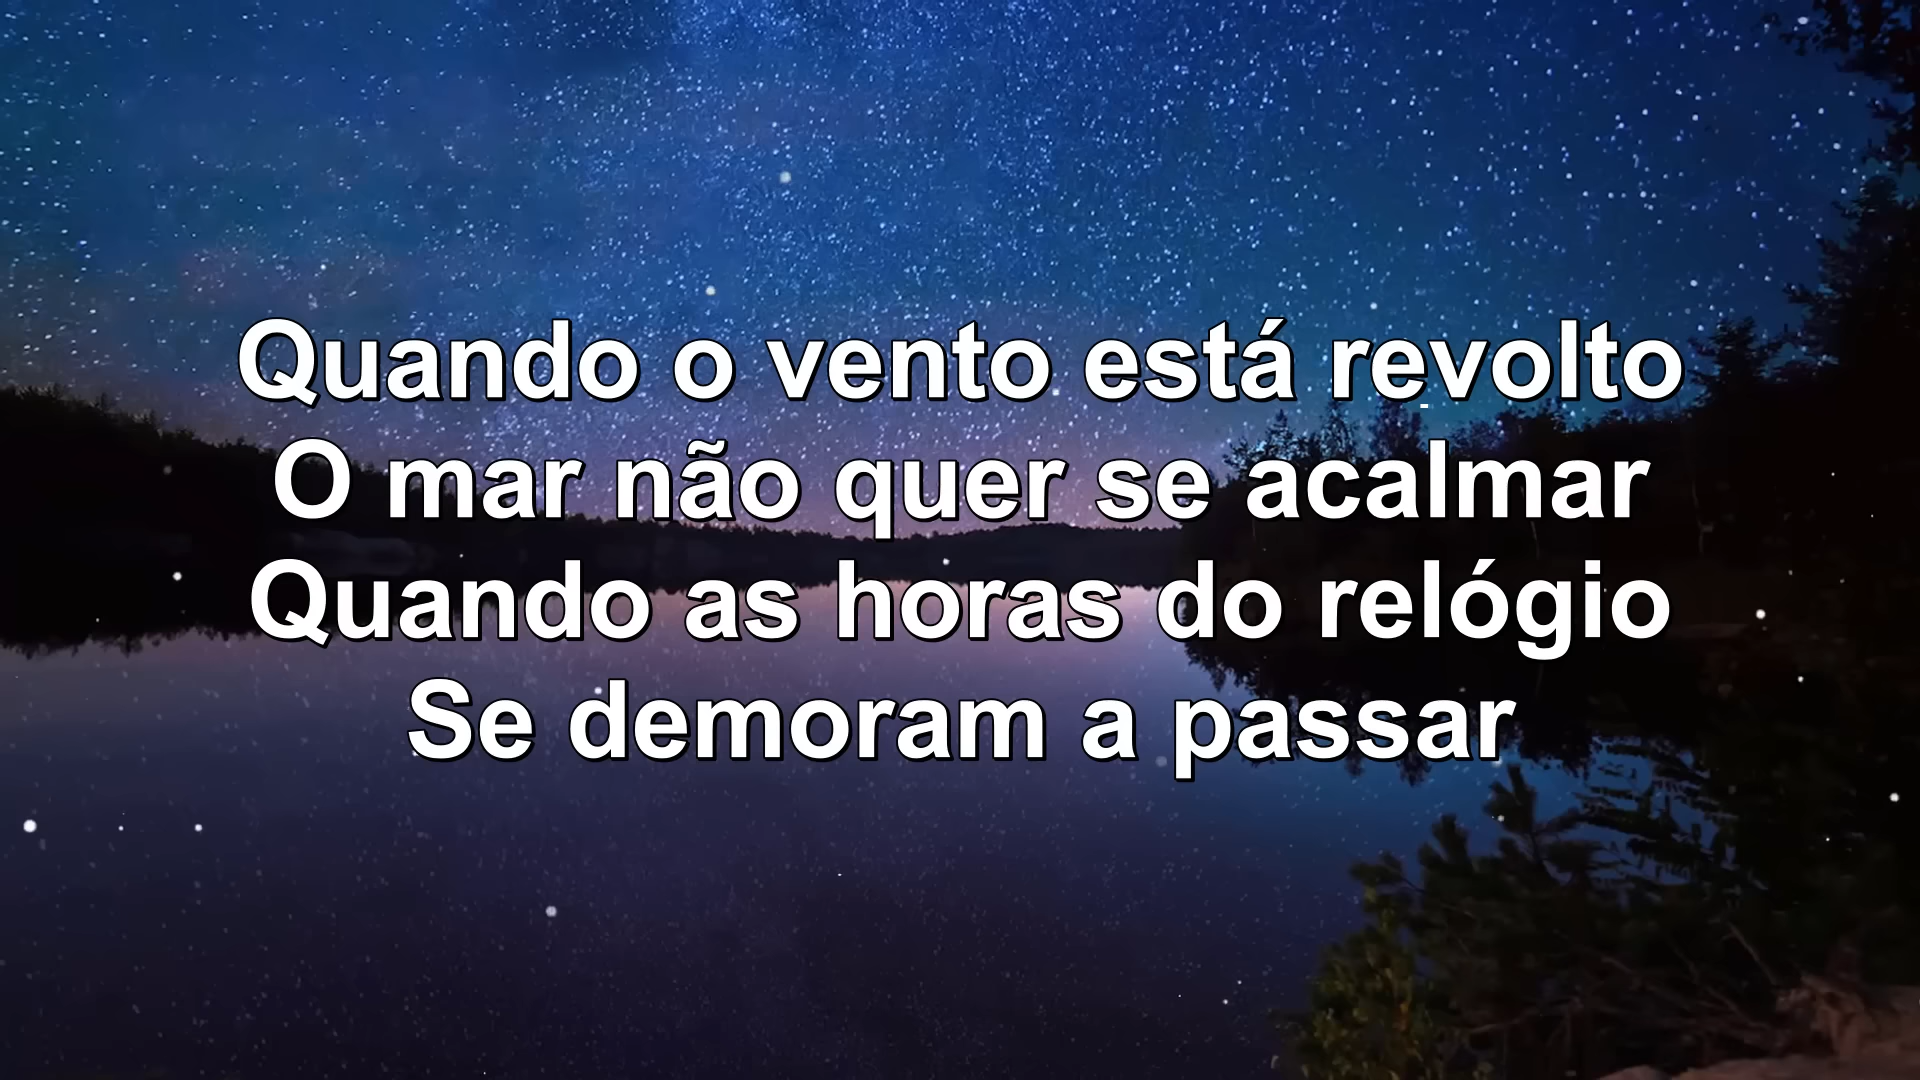 Quando o vento está revolto
O mar não quer se acalmar
Quando as horas do relógio
Se demoram a passar